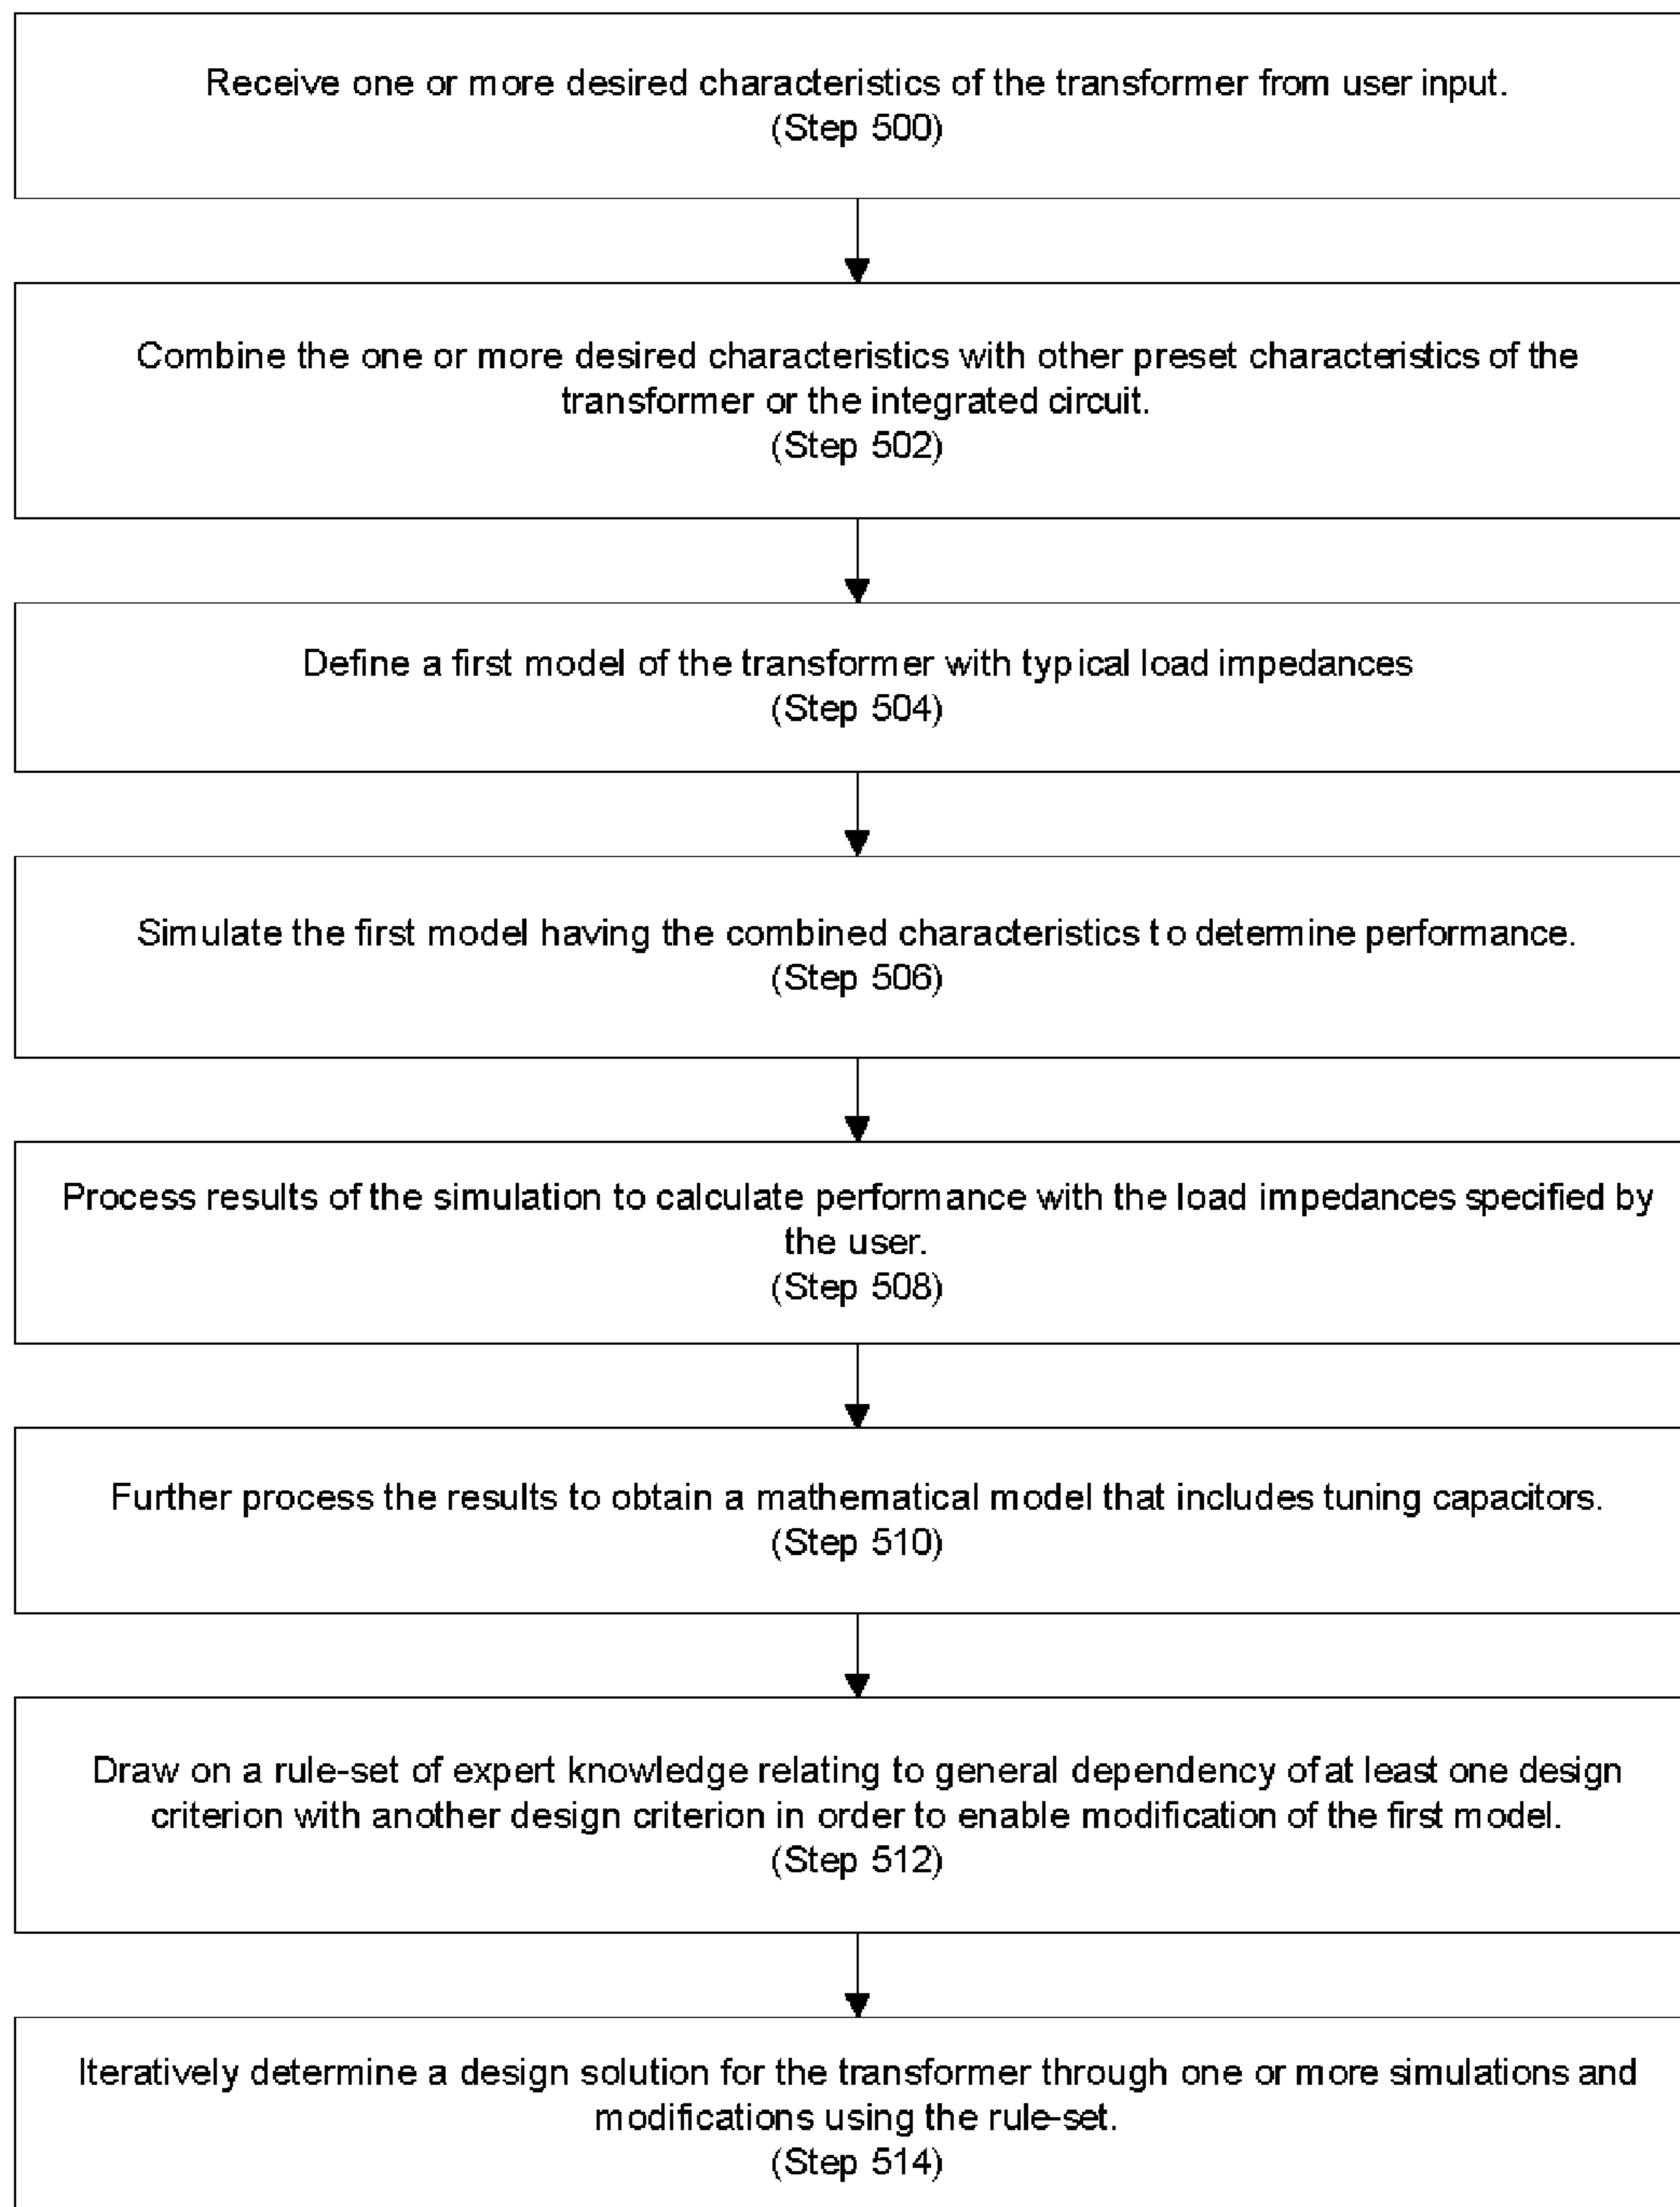 Receive one or more desired characteristics of the transformer from user input.
(Step 500)
Combine the one or more desired characteristics with other preset characteristics of the
transformer or the integrated circuit.
(Step 502)
Define a first model of the transformer with typical load impedances
(Step 504)
Simulate the first model having the combined characteristics to determine performance.
(Step 506)
Process results of the simulation to calculate performance with the load impedances specified by
the user.
(Step 508)
Further process the results to obtain a mathematical model that includes tuning capacitors.
(Step 510)
Draw on a rule-set of expert knowledge relating to general dependency of at least one design
criterion with another design criterion in order to enable modification of the first model.
(Step 512)
Iteratively determine a design solution for the transformer through one or more simulations and
modifications using the rule-set.
(Step 514)